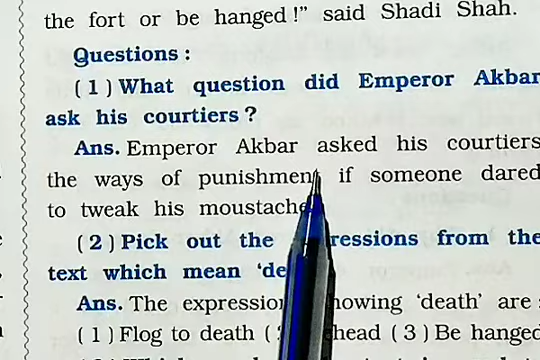 the fort or be hanged !” said Shadi Shah.
Questions :
( 1 ) What question did Emperor Akbar
ask his courtiers ?
Ans. Emperor Akbar asked his courtiers
the ways of punishment if someone dared
to tweak his moustache
( 2 ) Pick out the ressions from the
text which mean ‘de
Ans. The expression howing ‘death’ are :
( 1 ) Flog to death ( head ( 3 ) Be hanged